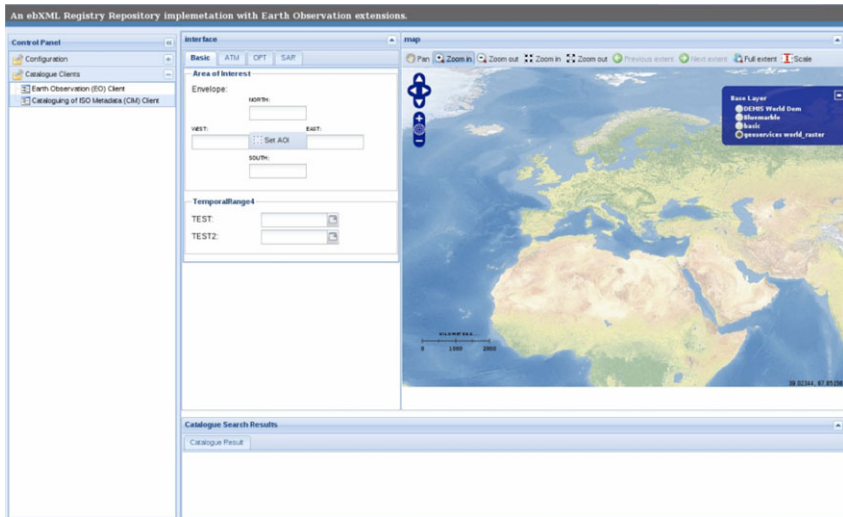 An ebXML Registry Repository implemetation with Earth Observation extensions.
Control Panel
Configuration
Catalogue Clients
Earth Observation (EO) Client
Cataloguing of ISO Metadata (CIM) Client
interface
Basic ATM OPT SAR
Area of Interest
Envelope:
NORTH:
WEST: EAST:
Set AOI
SOUTH:
TemporalRange4
TEST:
TEST2:
map
Pan Zoom in Zoom out Zoom in Zoom out Previous extent Next extent Full extent Scale
Base Layer
DEMIS World Dem
Bluemarble
basic
geoservices world_raster
0 1000 2000
Catalogue Search Results
Catalogue Result